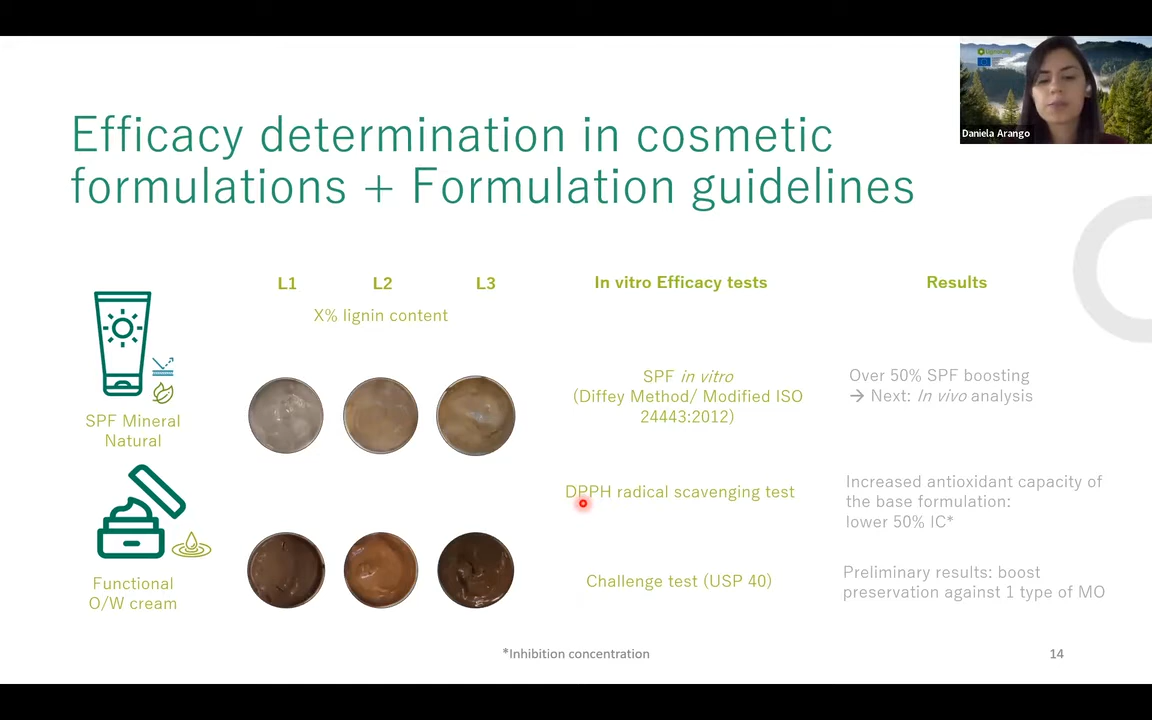 Daniela Arango
Efficacy determination in cosmetic
formulations + Formulation guidelines
L1
L2
L3
In vitro Efficacy tests
Results
X% lignin content
SPF Mineral
Natural
SPF in vitro
(Diffey Method/ Modified ISO
24443:2012)
Over 50% SPF boosting
→ Next: In vivo analysis
DPPH radical scavenging test
Increased antioxidant capacity of
the base formulation:
lower 50% IC*
Functional
O/W cream
Challenge test (USP 40)
Preliminary results: boost
preservation against 1 type of MO
*Inhibition concentration
14